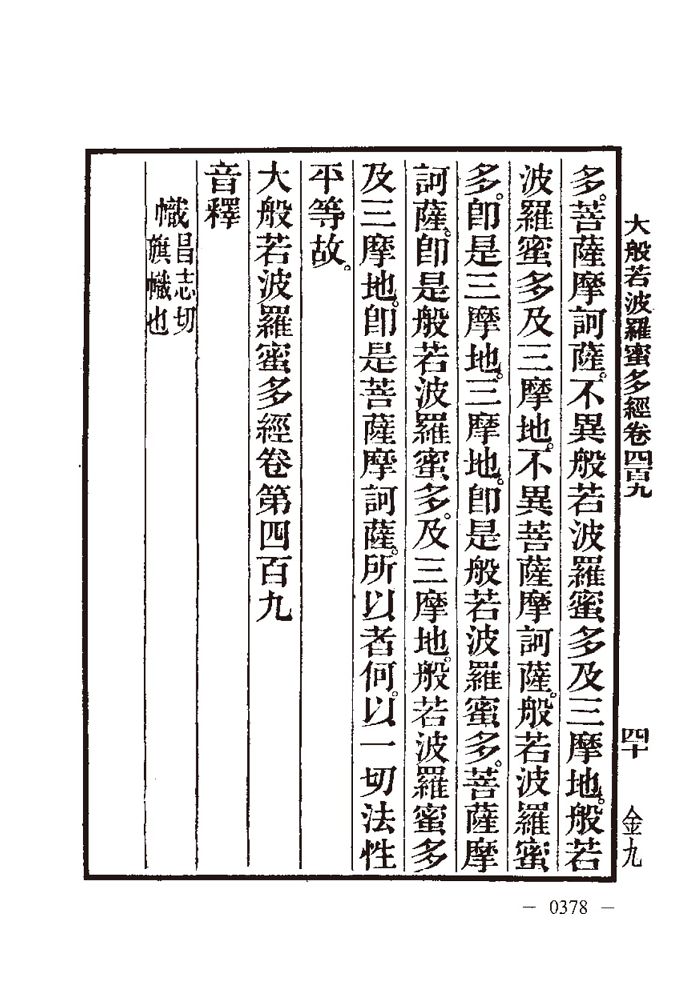 大般若波羅蜜多經卷四百九
四十
金九
多。菩薩摩訶薩。不異般若波羅蜜多及三摩地。般若
波羅蜜多及三摩地。不異菩薩摩訶薩。般若波羅蜜
多。卽是三摩地。三摩地。卽是般若波羅蜜多。菩薩摩
訶薩。卽是般若波羅蜜多。及三摩地。般若波羅蜜多
及三摩地。卽是菩薩摩訶薩。所以者何。以一切法性
平等故。
大般若波羅蜜多經卷第四百九
音釋
幟昌志切
旗幟也
— 0378 —